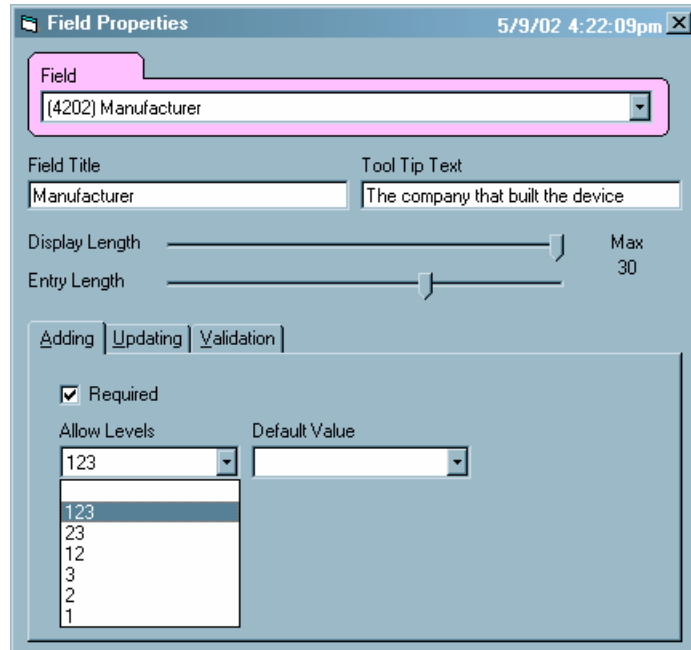 Field Properties 5/9/02 4:22:09pm
Field
(4202) Manufacturer
Field Title Tool Tip Text
Manufacturer The company that built the device
Display Length Max
30
Entry Length
Adding Updating Validation
Required
Allow Levels Default Value
123
123
23
12
3
2
1